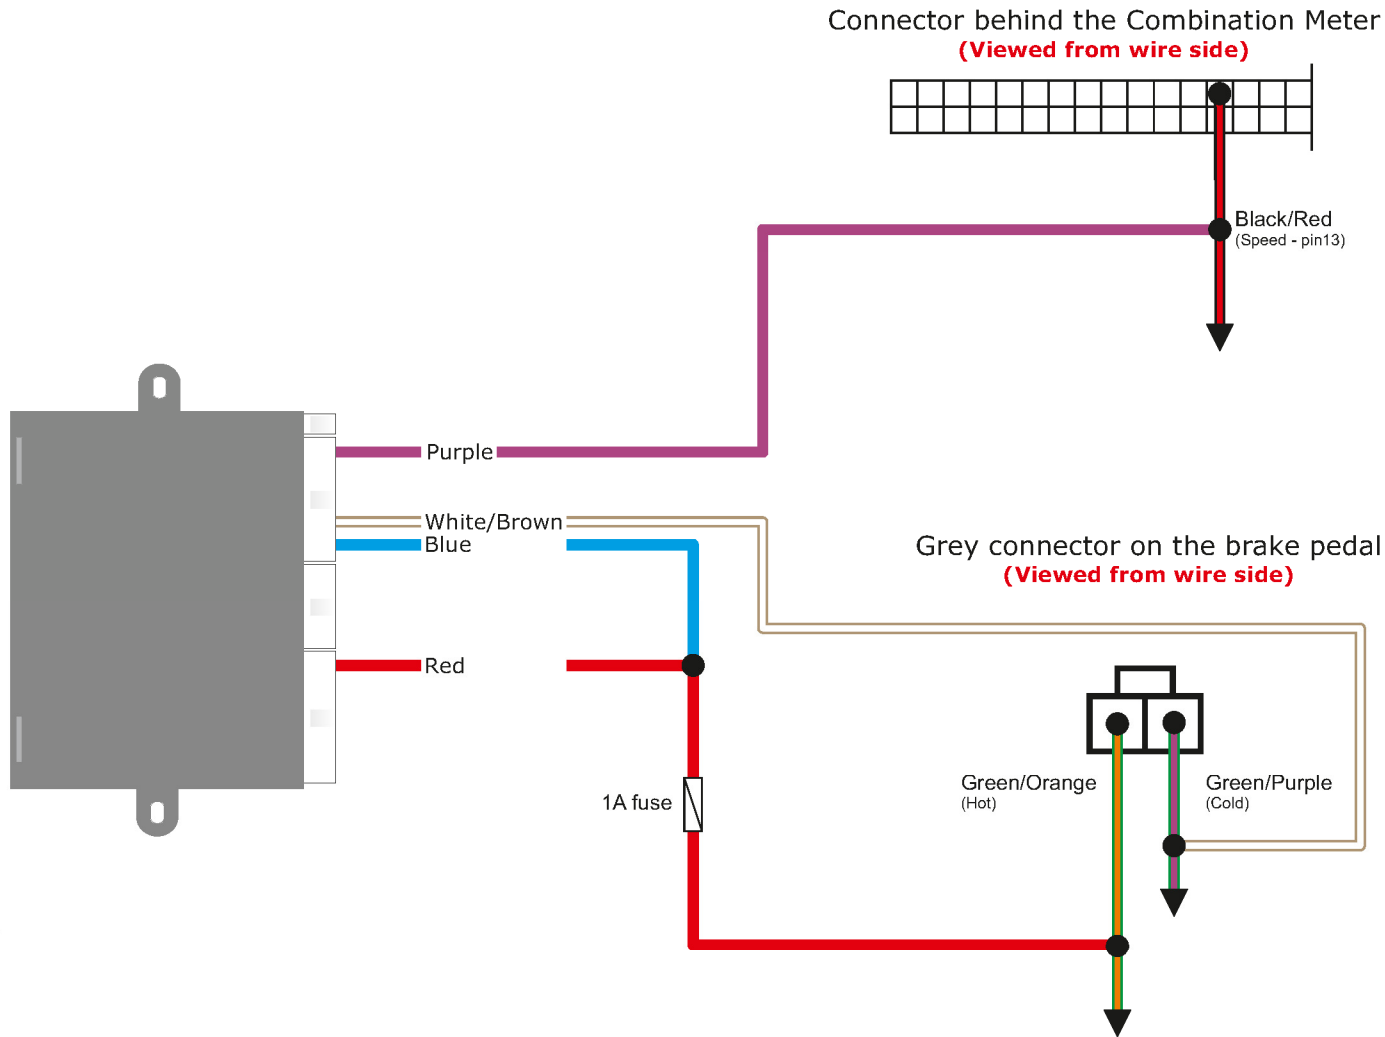 Connector behind the Combination Meter
(Viewed from wire side)
Black/Red
(Speed - pin13)
Purple
White/Brown
Blue
Grey connector on the brake pedal
(Viewed from wire side)
Red
Green/Orange
(Hot)
Green/Purple
(Cold)
1A fuse